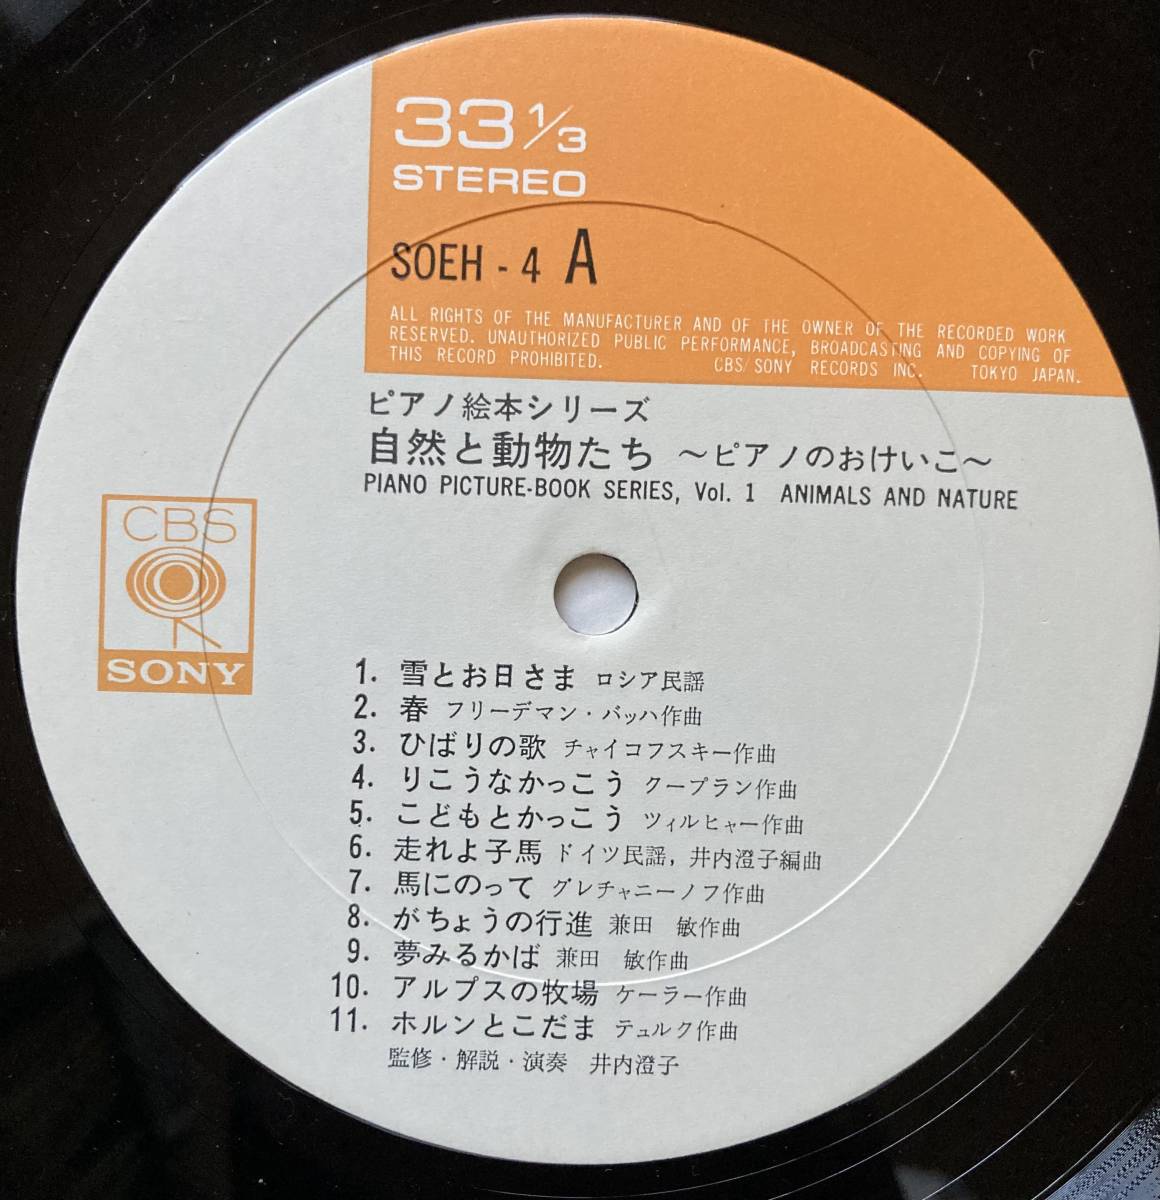 33 1/3
STEREO
SOEH - 4 A
ALL RIGHTS OF THE MANUFACTURER AND OF THE OWNER OF THE RECORDED WORK
RESERVED. UNAUTHORIZED PUBLIC PERFORMANCE, BROADCASTING AND COPYING OF
THIS RECORD PROHIBITED. CBS/SONY RECORDS INC. TOKYO JAPAN.
ピアノ絵本シリーズ
自然と動物たち 〜ピアノのおけいこ〜
PIANO PICTURE-BOOK SERIES, Vol. 1 ANIMALS AND NATURE
CBS
SONY
1. 雪とお日さま ロシア民謡
2. 春 フリーデマン・バッハ作曲
3. ひばりの歌 チャイコフスキー作曲
4. りこうなかっこう クープラン作曲
5. こどもとかっこう ツィルヒャー作曲
6. 走れよ子馬 ドイツ民謡, 井内澄子編曲
7. 馬にのって グレチャニーノフ作曲
8. がちょうの行進 兼田 敏作曲
9. 夢みるかば 兼田 敏作曲
10. アルプスの牧場 ケーラー作曲
11. ホルンとこだま テュルク作曲
監修・解説・演奏 井内澄子